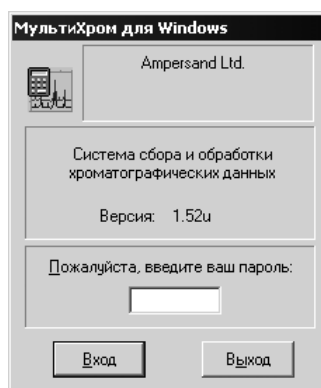 МультиХром для Windows
Ampersand Ltd.
Система сбора и обработки
хроматографических данных
Версия: 1.52u
Пожалуйста, введите ваш пароль:
Вход Выход